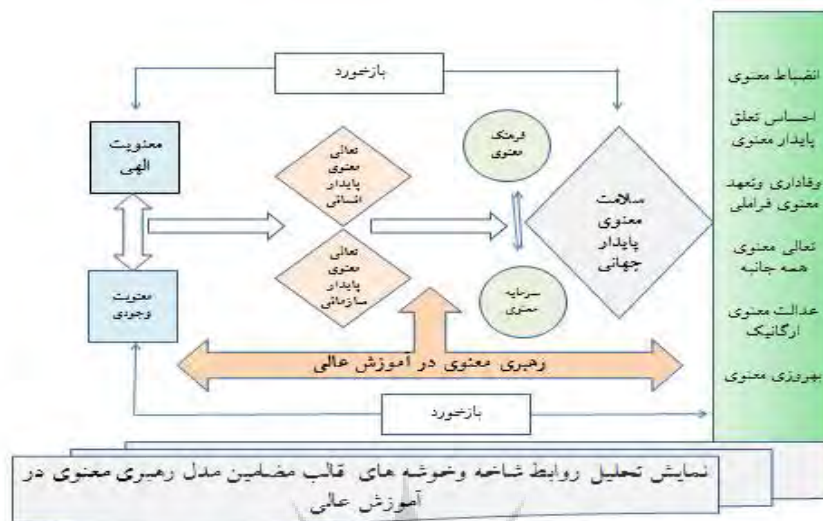 بازخورد
معنویت
الهی
معنویت
وجودی
تعالی
معنوی
پایدار
انسانی
تعالی
معنوی
پایدار
سازمانی
فرهنگ
معنوی
سرمایه
معنوی
سلامت
معنوی
پایدار
جهانی
رهبری معنوی در آموزش عالی
بازخورد
انضباط معنوی
احساس تعلق
پایدار معنوی
وفاداری وتعهد
معنوی فراملی
تعالی معنوی
همه جانبه
عدالت معنوی
ارگانیک
بهروزی معنوی
نمایش تحلیل روابط شاخه وخوشه های قالب مضامین مدل رهبری معنوی در
آموزش عالی